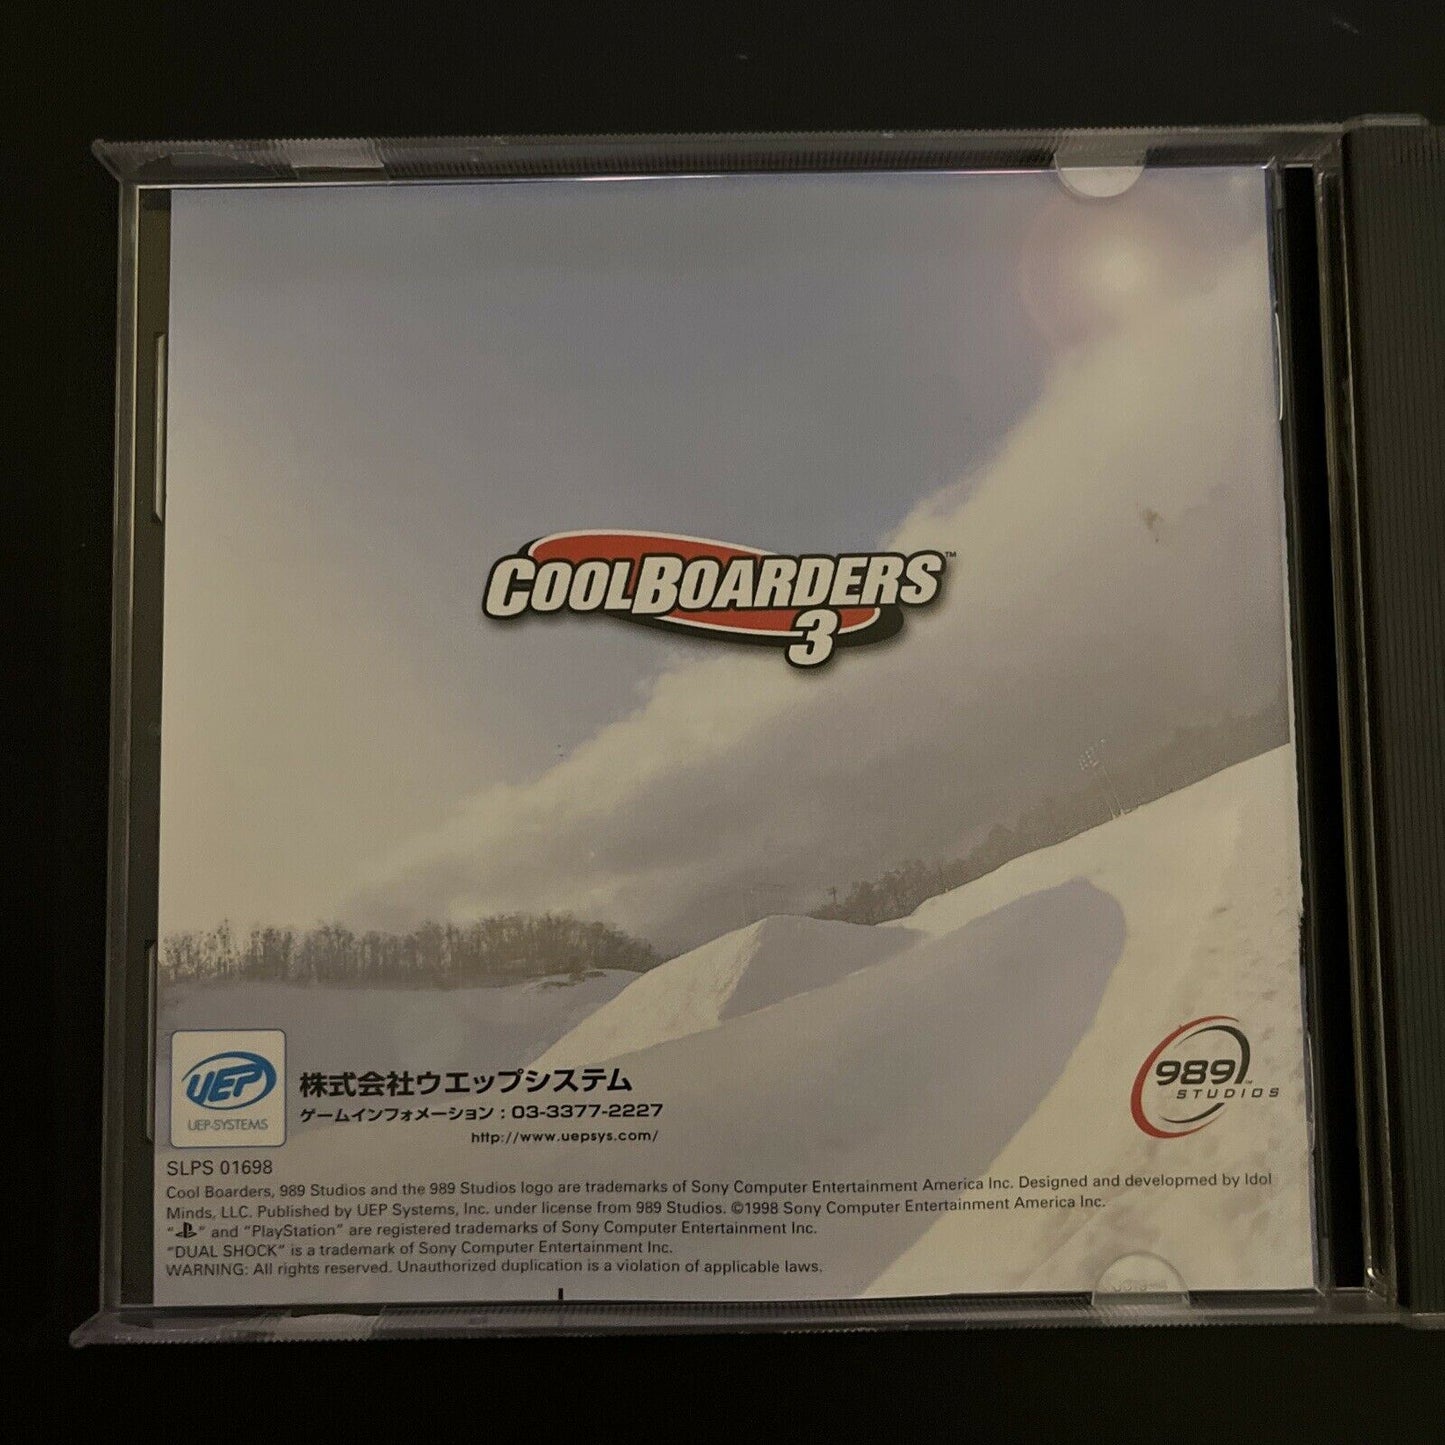 COOLBOARDERS™
3
UEP
UEP-SYSTEMS
株式会社ウエップシステム
ゲームインフォメーション：03-3377-2227
http://www.uepsys.com/
989™
STUDIOS
SLPS 01698
Cool Boarders, 989 Studios and the 989 Studios logo are trademarks of Sony Computer Entertainment America Inc. Designed and developmed by Idol
Minds, LLC. Published by UEP Systems, Inc. under license from 989 Studios. ©1998 Sony Computer Entertainment America Inc.
“PS” and “PlayStation” are registered trademarks of Sony Computer Entertainment Inc.
“DUAL SHOCK” is a trademark of Sony Computer Entertainment Inc.
WARNING: All rights reserved. Unauthorized duplication is a violation of applicable laws.